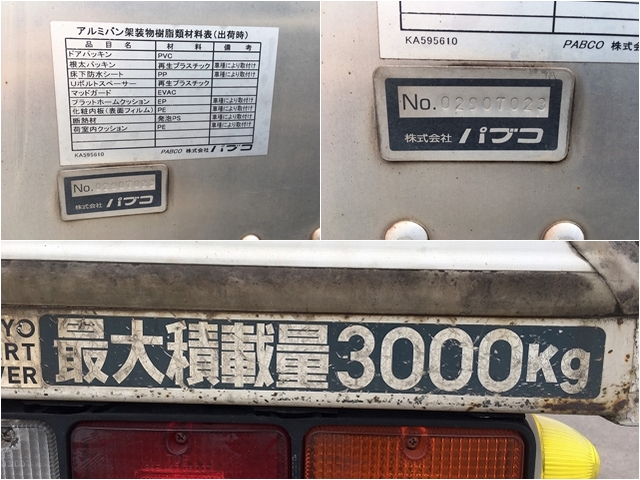 アルミバン架装物樹脂類材料表(出荷時)
品目名 材料 備考
ドアパッキン PVC
根太パッキン 再生プラスチック 車種により取付け
床下防水シート PP 車種により取付け
Uボルトスペーサー 再生プラスチック
マッドガード EVAC
プラットホームクッション EP 車種により取付け
化粧内板(表面フィルム) PE 車種により取付け
断熱材 発泡PS 車種により取付け
荷室内クッション PE
KA595610 PABCO 株式会社 パブコ
No.
株式会社 パブコ
KA595610 PABCO 株式会社
No. 02007023
株式会社 パブコ
最大積載量3000Kg
YO
RT
VER